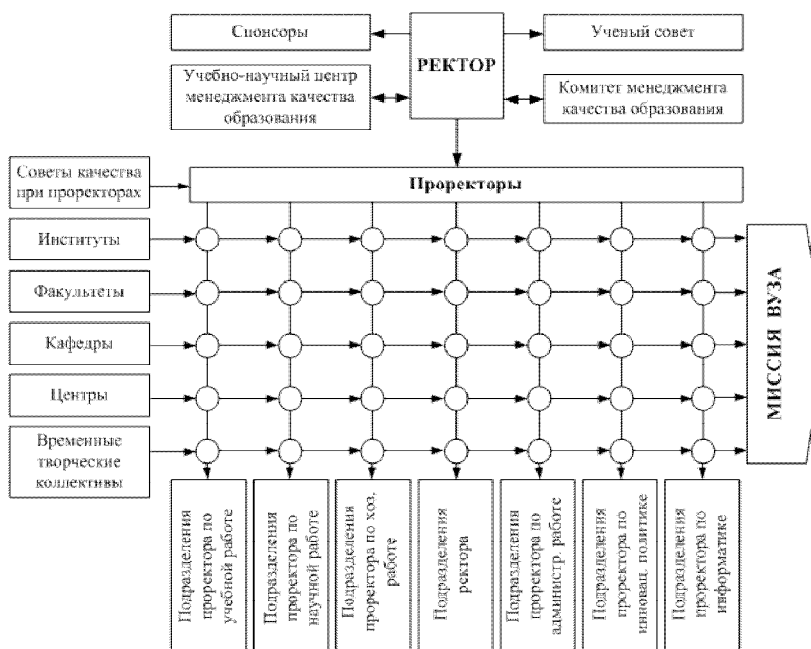 Спонсоры
РЕКТОР
Ученый совет
Учебно-научный центр
менеджмента качества
образования
Комитет менеджмента
качества образования
Советы качества
при проректорах
Проректоры
Институты
Факультеты
Кафедры
Центры
Временные
творческие
коллективы
МИССИЯ ВУЗА
Подразделения
проректора по
учебной работе
Подразделения
проректора по
научной работе
Подразделения
проректора по хоз.
работе
Подразделения
ректора
Подразделения
проректора по
администр. работе
Подразделения
проректора по
инновац. политике
Подразделения
проректора по
информатике